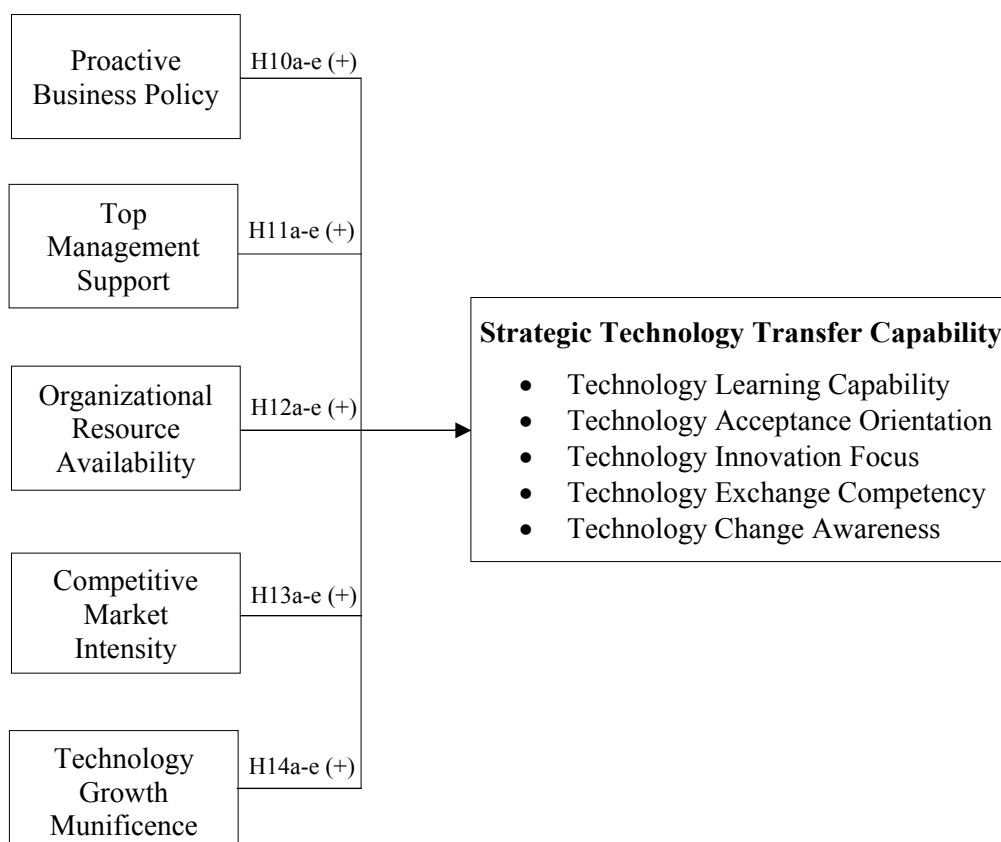 Proactive
Business Policy
H10a-e (+)
Top
Management
Support
H11a-e (+)
Organizational
Resource
Availability
H12a-e (+)
Competitive
Market
Intensity
H13a-e (+)
Technology
Growth
Munificence
H14a-e (+)
Strategic Technology Transfer Capability
• Technology Learning Capability
• Technology Acceptance Orientation
• Technology Innovation Focus
• Technology Exchange Competency
• Technology Change Awareness